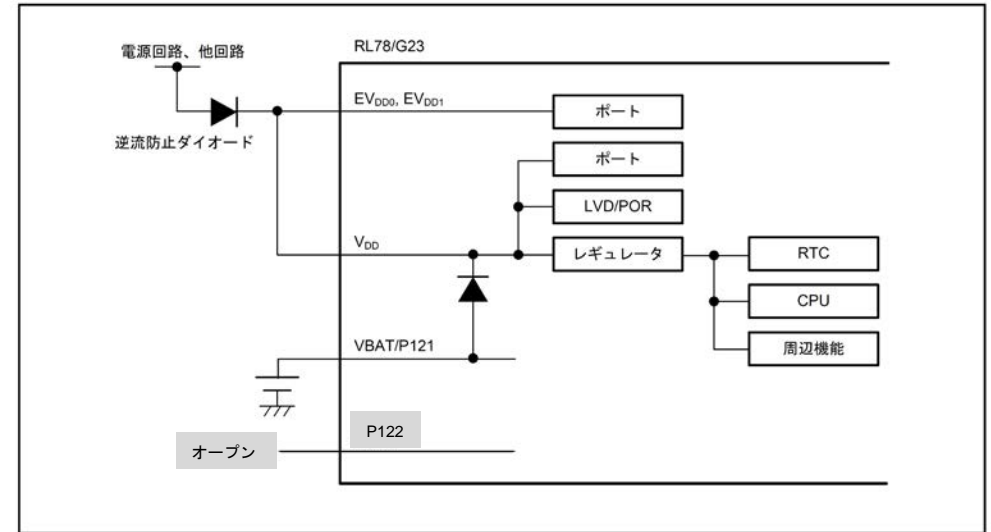 電源回路、他回路
RL78/G23
EVDD0, EVDD1
ポート
逆流防止ダイオード
ポート
LVD/POR
VDD
レギュレータ
RTC
CPU
VBAT/P121
周辺機能
P122
オープン